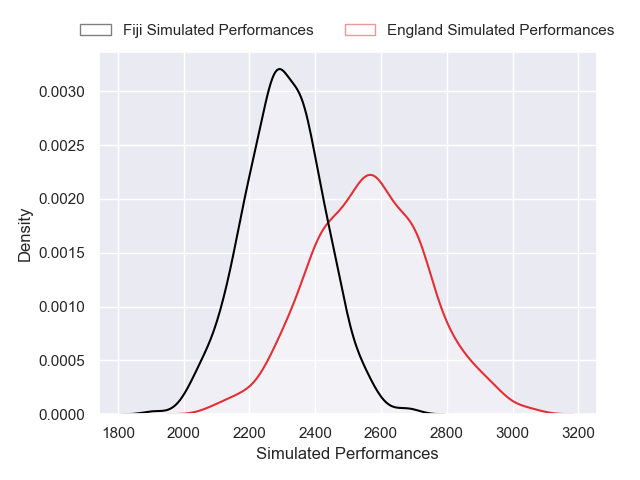 Fiji Simulated Performances England Simulated Performances
0.0030
0.0025
0.0020
0.0015
0.0010
0.0005
0.0000
Density
1800 2000 2200 2400 2600 2800 3000 3200
Simulated Performances